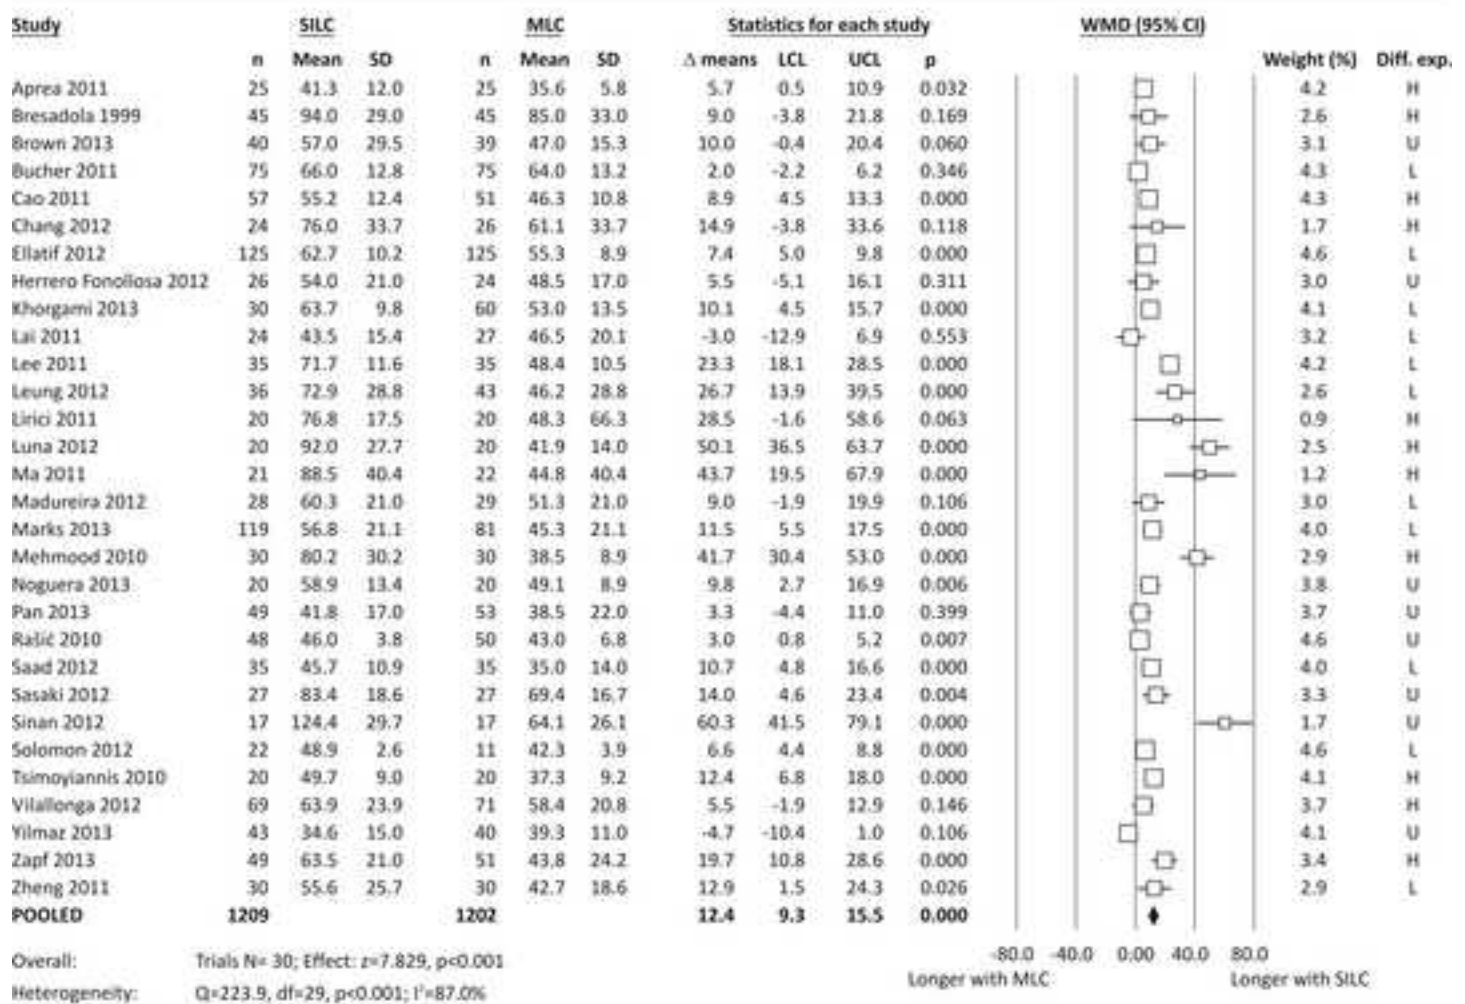 Study SILC MLC Statistics for each study WMD (95% CI)
n Mean SD n Mean SD Δ means LCL UCL p Weight (%) Diff. exp.
Aprea 2011 25 41.3 12.0 25 35.6 5.8 5.7 0.5 10.9 0.032 4.2 H
Bresadola 1999 45 94.0 29.0 45 85.0 33.0 9.0 -3.8 21.8 0.169 2.6 H
Brown 2013 40 57.0 29.5 39 47.0 15.3 10.0 -0.4 20.4 0.060 3.1 U
Bucher 2011 75 66.0 12.8 75 64.0 13.2 2.0 -2.2 6.2 0.346 4.3 L
Cao 2011 57 55.2 12.4 51 46.3 10.8 8.9 4.5 13.3 0.000 4.3 H
Chang 2012 24 76.0 33.7 26 61.1 33.7 14.9 -3.8 33.6 0.118 1.7 H
Ellatif 2012 125 62.7 10.2 125 55.3 8.9 7.4 5.0 9.8 0.000 4.6 L
Herrero Fonollosa 2012 26 54.0 21.0 24 48.5 17.0 5.5 -5.1 16.1 0.311 3.0 U
Khorgami 2013 30 63.7 9.8 60 53.0 13.5 10.1 4.5 15.7 0.000 4.1 L
Lai 2011 24 43.5 15.4 27 46.5 20.1 -3.0 -12.9 6.9 0.553 3.2 L
Lee 2011 35 71.7 11.6 35 48.4 10.5 23.3 18.1 28.5 0.000 4.2 L
Leung 2012 36 72.9 28.8 43 46.2 28.8 26.7 13.9 39.5 0.000 2.6 L
Lirici 2011 20 76.8 17.5 20 48.3 66.3 28.5 -1.6 58.6 0.063 0.9 H
Luna 2012 20 92.0 27.7 20 41.9 14.0 50.1 36.5 63.7 0.000 2.5 H
Ma 2011 21 88.5 40.4 22 44.8 40.4 43.7 19.5 67.9 0.000 1.2 H
Madureira 2012 28 60.3 21.0 29 51.3 21.0 9.0 -1.9 19.9 0.106 3.0 L
Marks 2013 119 56.8 21.1 81 45.3 21.1 11.5 5.5 17.5 0.000 4.0 L
Mehmood 2010 30 80.2 30.2 30 38.5 8.9 41.7 30.4 53.0 0.000 2.9 H
Noguera 2013 20 58.9 13.4 20 49.1 8.9 9.8 2.7 16.9 0.006 3.8 U
Pan 2013 49 41.8 17.0 53 38.5 22.0 3.3 -4.4 11.0 0.399 3.7 U
Rašić 2010 48 46.0 3.8 50 43.0 6.8 3.0 0.8 5.2 0.007 4.6 U
Saad 2012 35 45.7 10.9 35 35.0 14.0 10.7 4.8 16.6 0.000 4.0 L
Sasaki 2012 27 83.4 18.6 27 69.4 16.7 14.0 4.6 23.4 0.004 3.3 U
Sinan 2012 17 124.4 29.7 17 64.1 26.1 60.3 41.5 79.1 0.000 1.7 U
Solomon 2012 22 48.9 2.6 11 42.3 3.9 6.6 4.4 8.8 0.000 4.6 L
Tsimoyiannis 2010 20 49.7 9.0 20 37.3 9.2 12.4 6.8 18.0 0.000 4.1 H
Vilallonga 2012 69 63.9 23.9 71 58.4 20.8 5.5 -1.9 12.9 0.146 3.7 H
Yilmaz 2013 43 34.6 15.0 40 39.3 11.0 -4.7 -10.4 1.0 0.106 4.1 U
Zapf 2013 49 63.5 21.0 51 43.8 24.2 19.7 10.8 28.6 0.000 3.4 H
Zheng 2011 30 55.6 25.7 30 42.7 18.6 12.9 1.5 24.3 0.026 2.9 L
POOLED 1209 1202 12.4 9.3 15.5 0.000
-80.0 -40.0 0.00 40.0 80.0
Longer with MLC Longer with SILC
Overall: Trials N= 30; Effect: z=7.829, p<0.001
Heterogeneity: Q=223.9, df=29, p<0.001; I²=87.0%